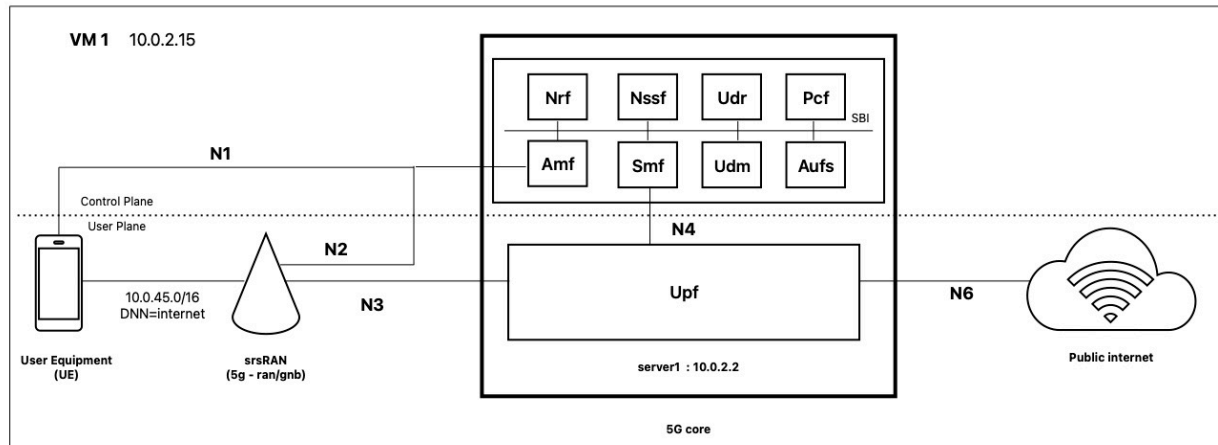 VM 1 10.0.2.15
Nrf Nssf Udr Pcf
SBI
Amf Smf Udm Aufs
N1
Control Plane
User Plane
N2
N4
10.0.45.0/16
DNN=internet
N3
Upf
N6
User Equipment
(UE)
srsRAN
(5g - ran/gnb)
server1 : 10.0.2.2
Public internet
5G core